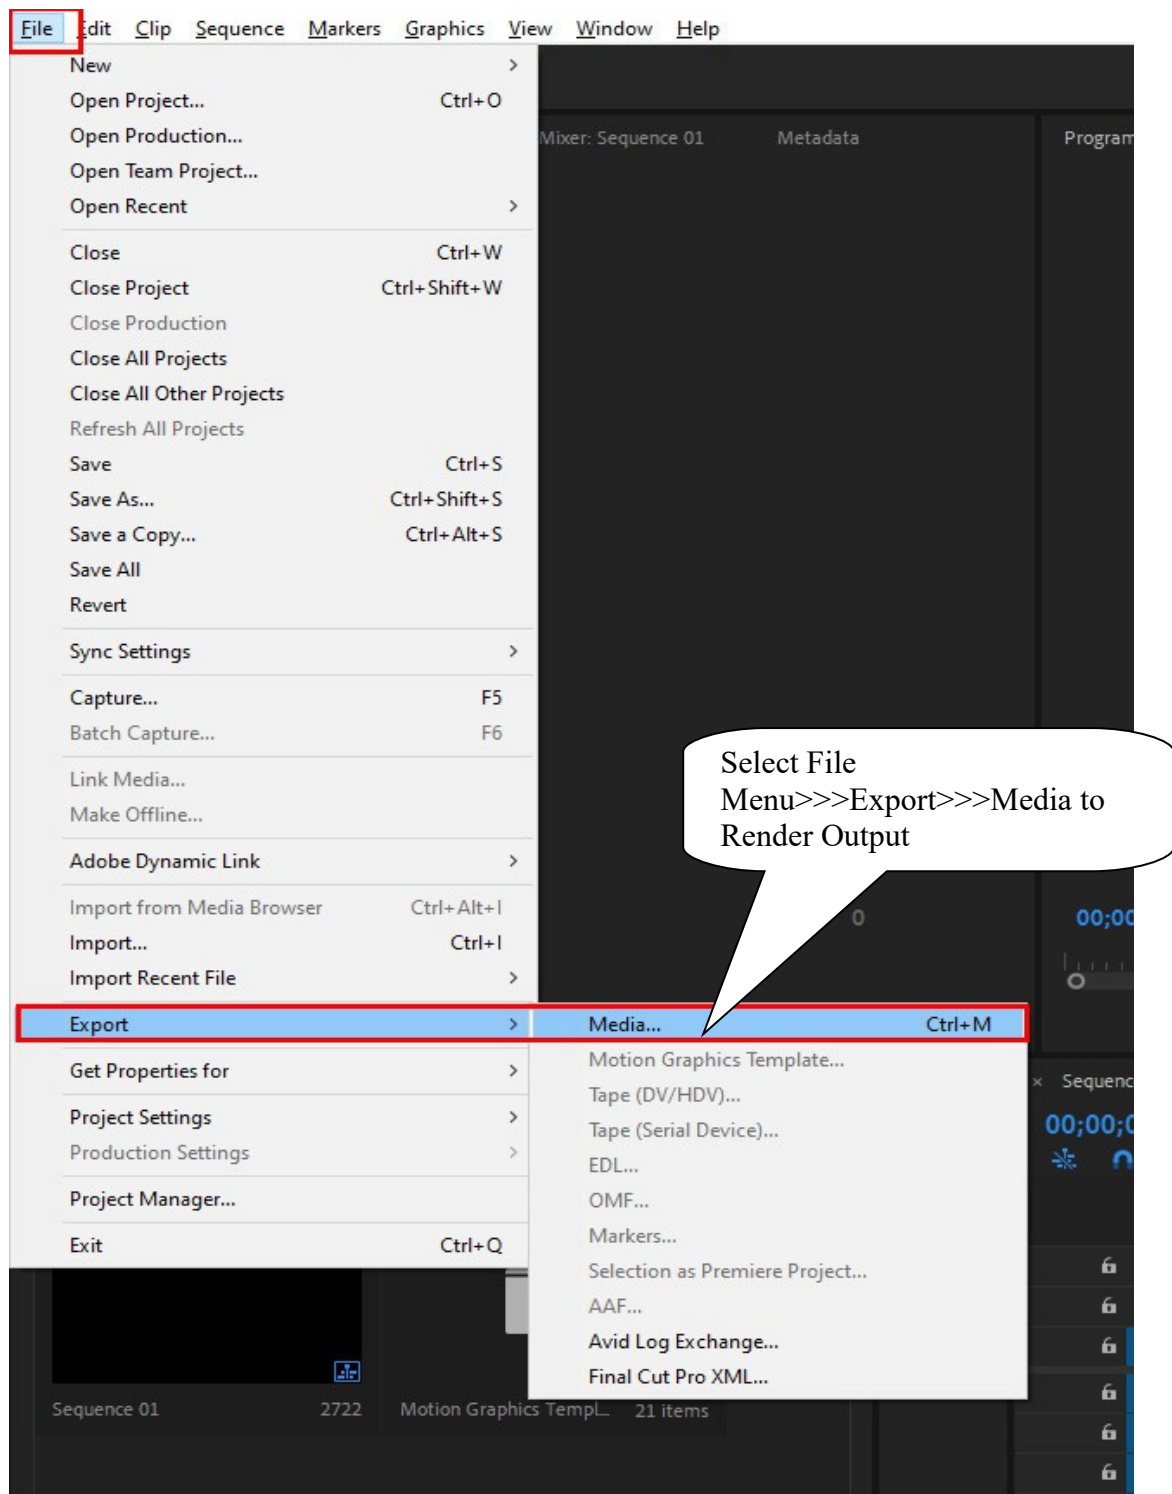 File Edit Clip Sequence Markers Graphics View Window Help
New >
Open Project... Ctrl+O
Open Production...
Mixer: Sequence 01 Metadata Program
Open Team Project...
Open Recent >
Close Ctrl+W
Close Project Ctrl+Shift+W
Close Production
Close All Projects
Close All Other Projects
Refresh All Projects
Save Ctrl+S
Save As... Ctrl+Shift+S
Save a Copy... Ctrl+Alt+S
Save All
Revert
Sync Settings >
Capture... F5
Batch Capture... F6
Link Media...
Make Offline...
Select File
Menu>>>Export>>>Media to
Render Output
Adobe Dynamic Link >
Import from Media Browser Ctrl+Alt+I
0 00;00
Import... Ctrl+I
Import Recent File >
Export > Media... Ctrl+M
Motion Graphics Template...
Get Properties for >
Tape (DV/HDV)...
× Sequenc
Project Settings >
Tape (Serial Device)...
00;00;0
Production Settings >
EDL...
Project Manager...
OMF...
Markers...
Exit Ctrl+Q
Selection as Premiere Project...
AAF...
Avid Log Exchange...
Final Cut Pro XML...
Sequence 01 2722 Motion Graphics Templ... 21 items